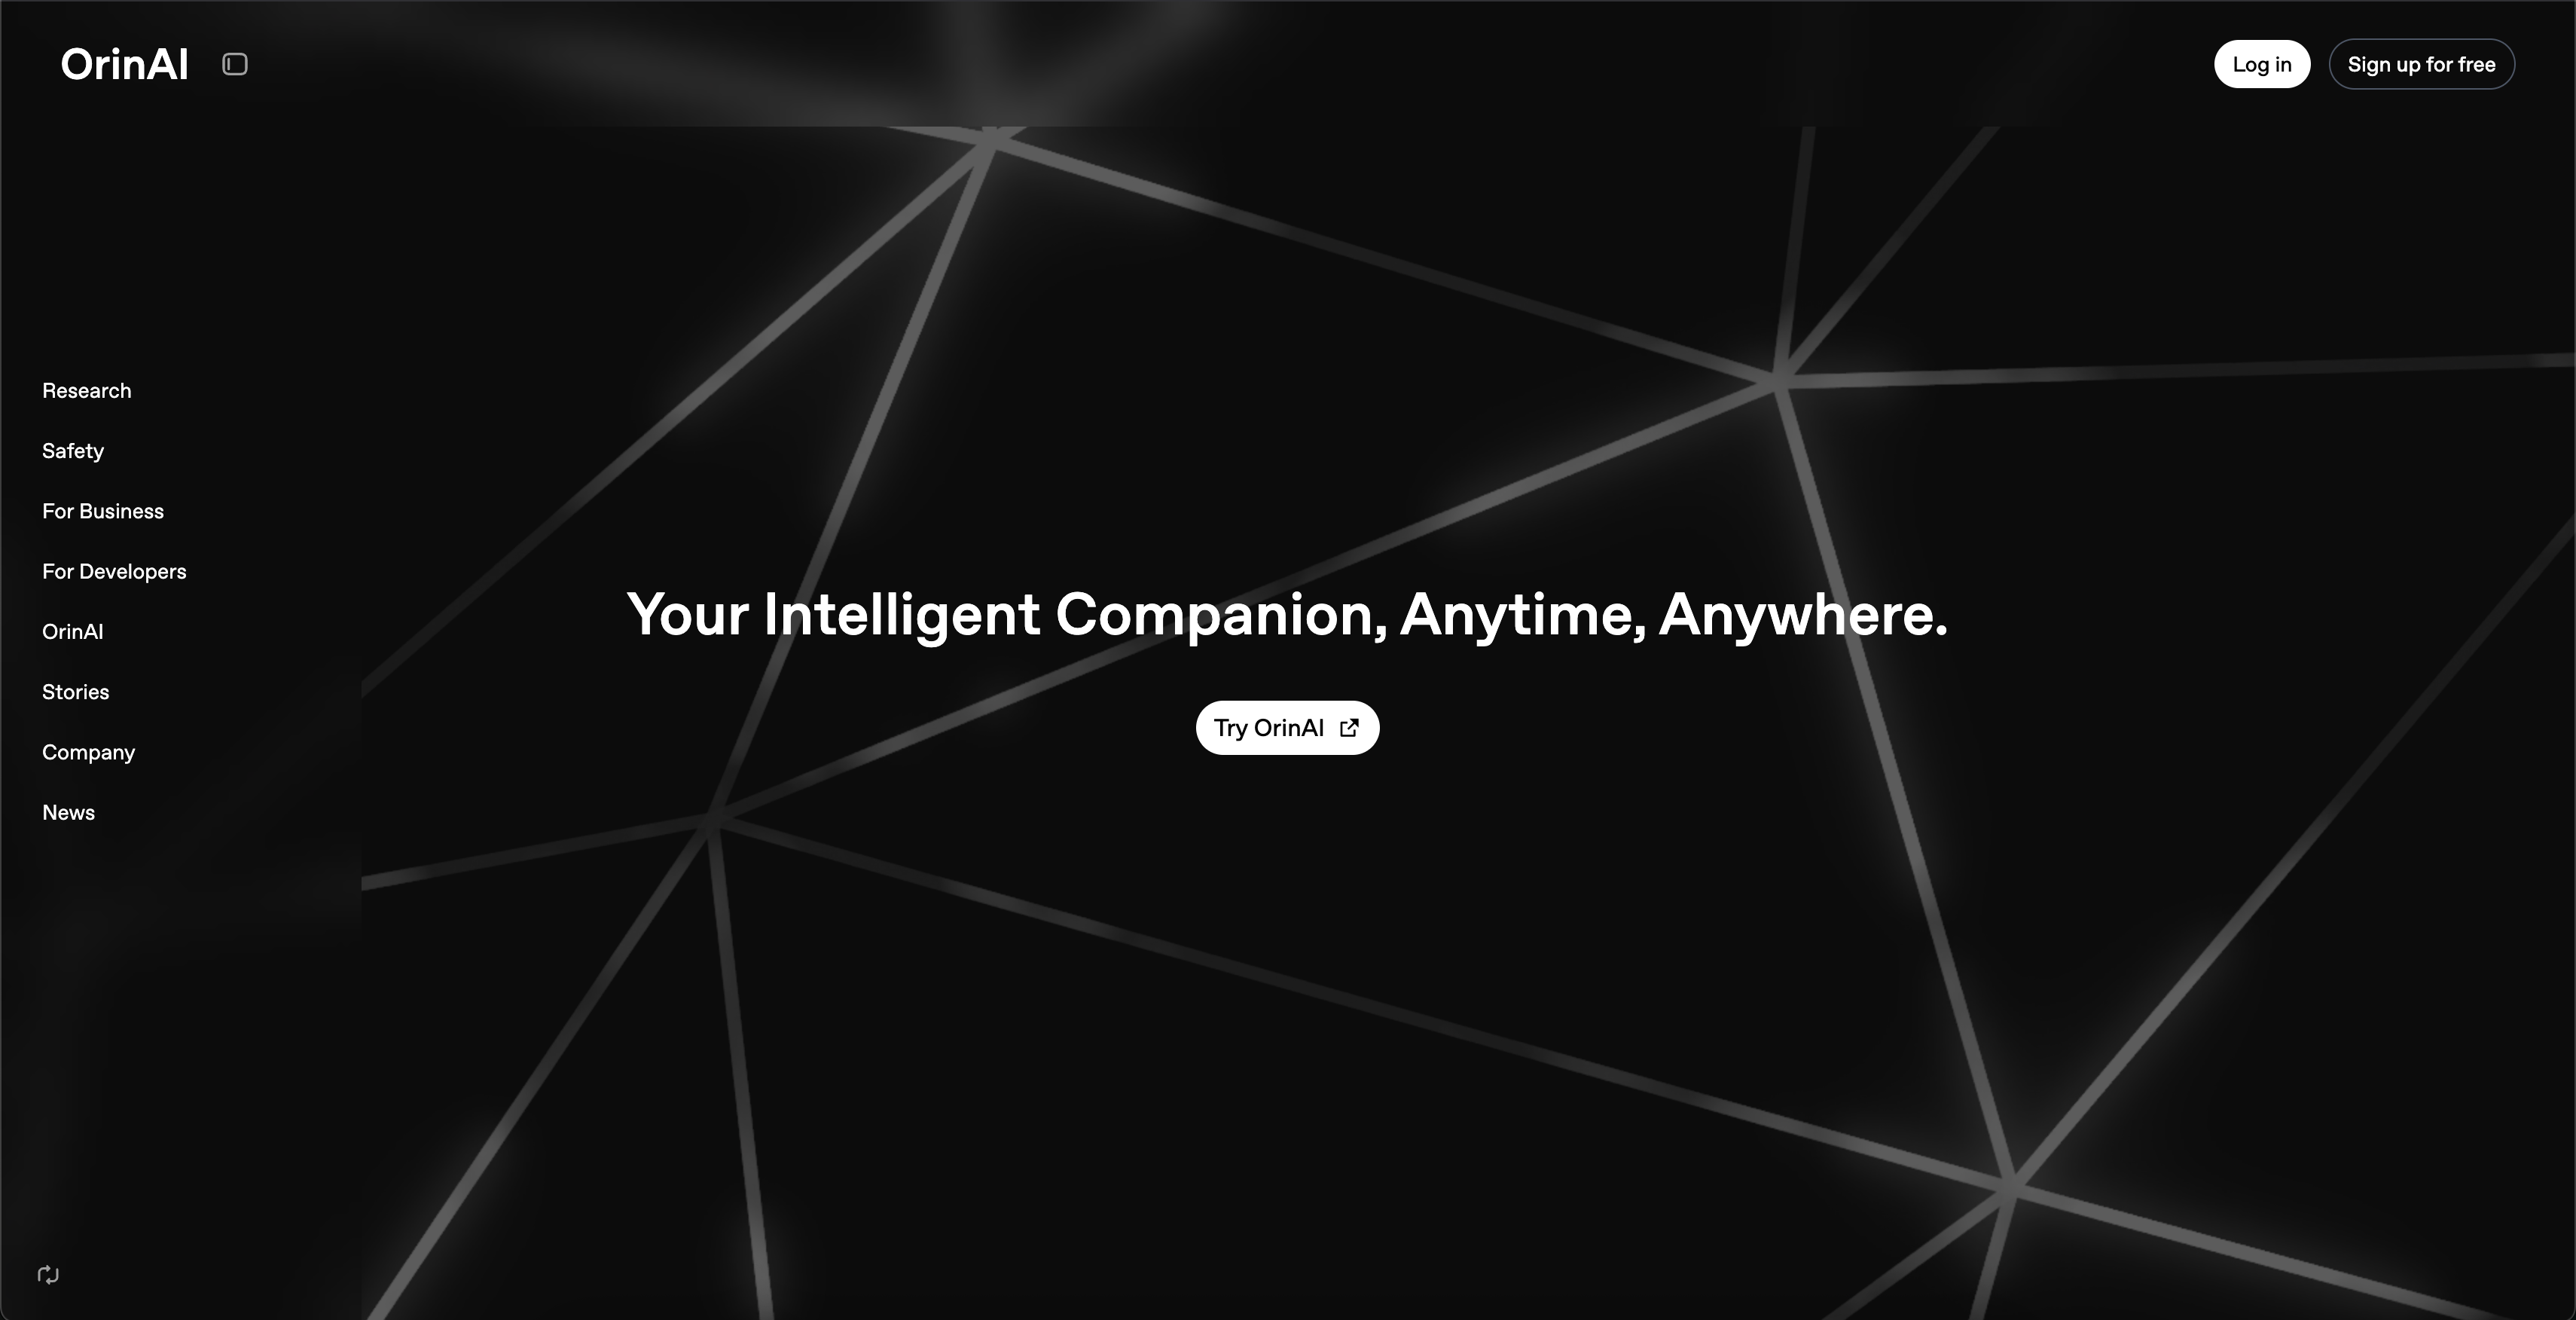 OrinAI
Log in
Sign up for free
Research
Safety
For Business
For Developers
OrinAI
Stories
Company
News
Your Intelligent Companion, Anytime, Anywhere.
Try OrinAI